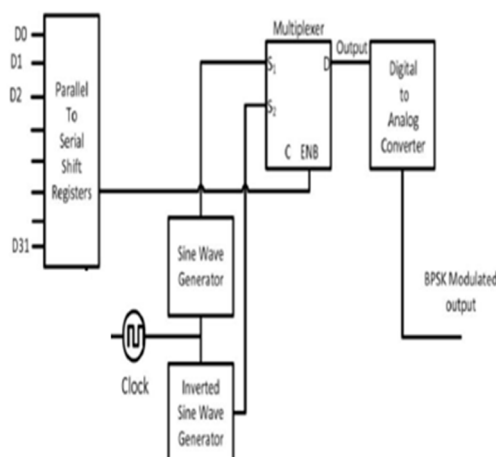 D0
D1
D2
D31
Parallel
To
Serial
Shift
Registers
Multiplexer
S1
S2
D
C ENB
Output
Digital
to
Analog
Converter
Sine Wave
Generator
BPSK Modulated
output
Clock
Inverted
Sine Wave
Generator